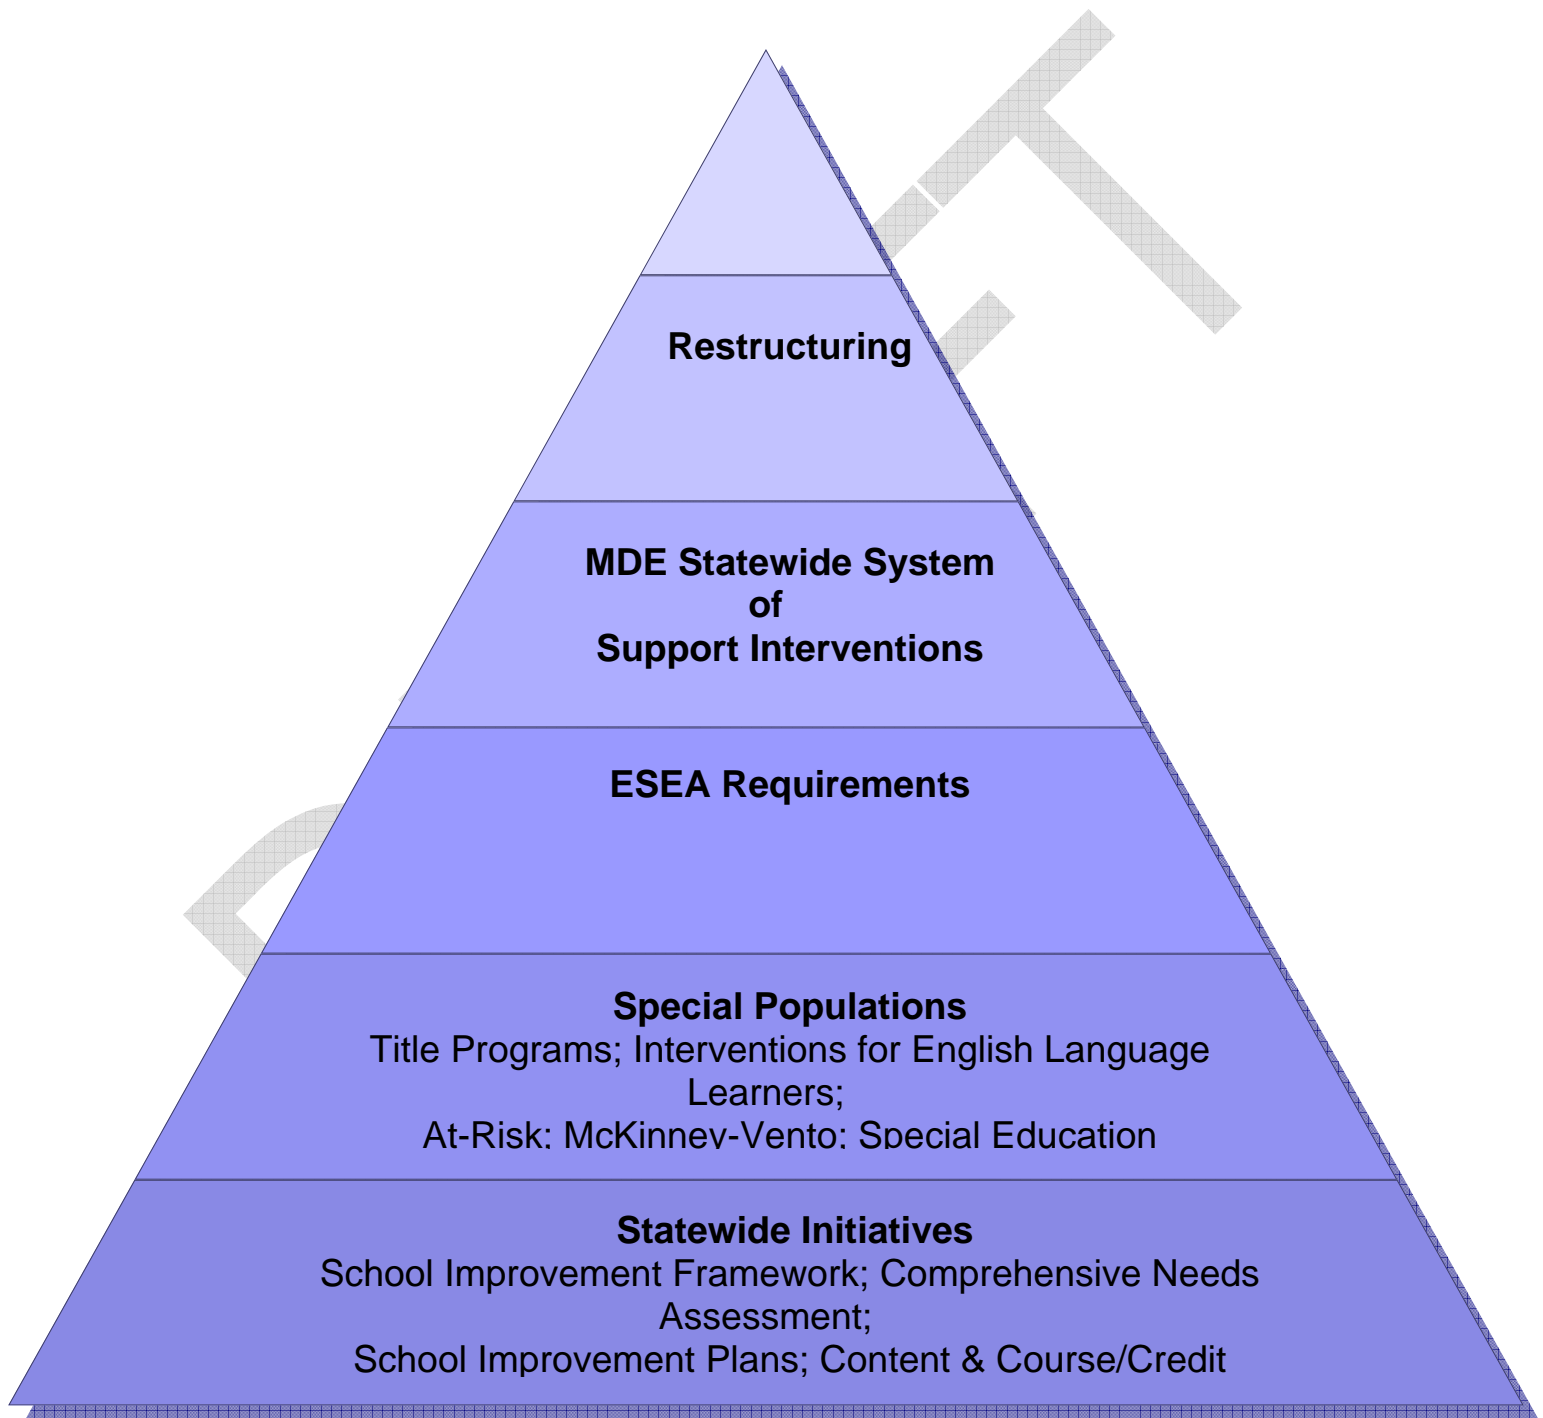 Restructuring
MDE Statewide System
of
Support Interventions
ESEA Requirements
Special Populations
Title Programs; Interventions for English Language
Learners;
At-Risk; McKinney-Vento; Special Education
Statewide Initiatives
School Improvement Framework; Comprehensive Needs
Assessment;
School Improvement Plans; Content & Course/Credit